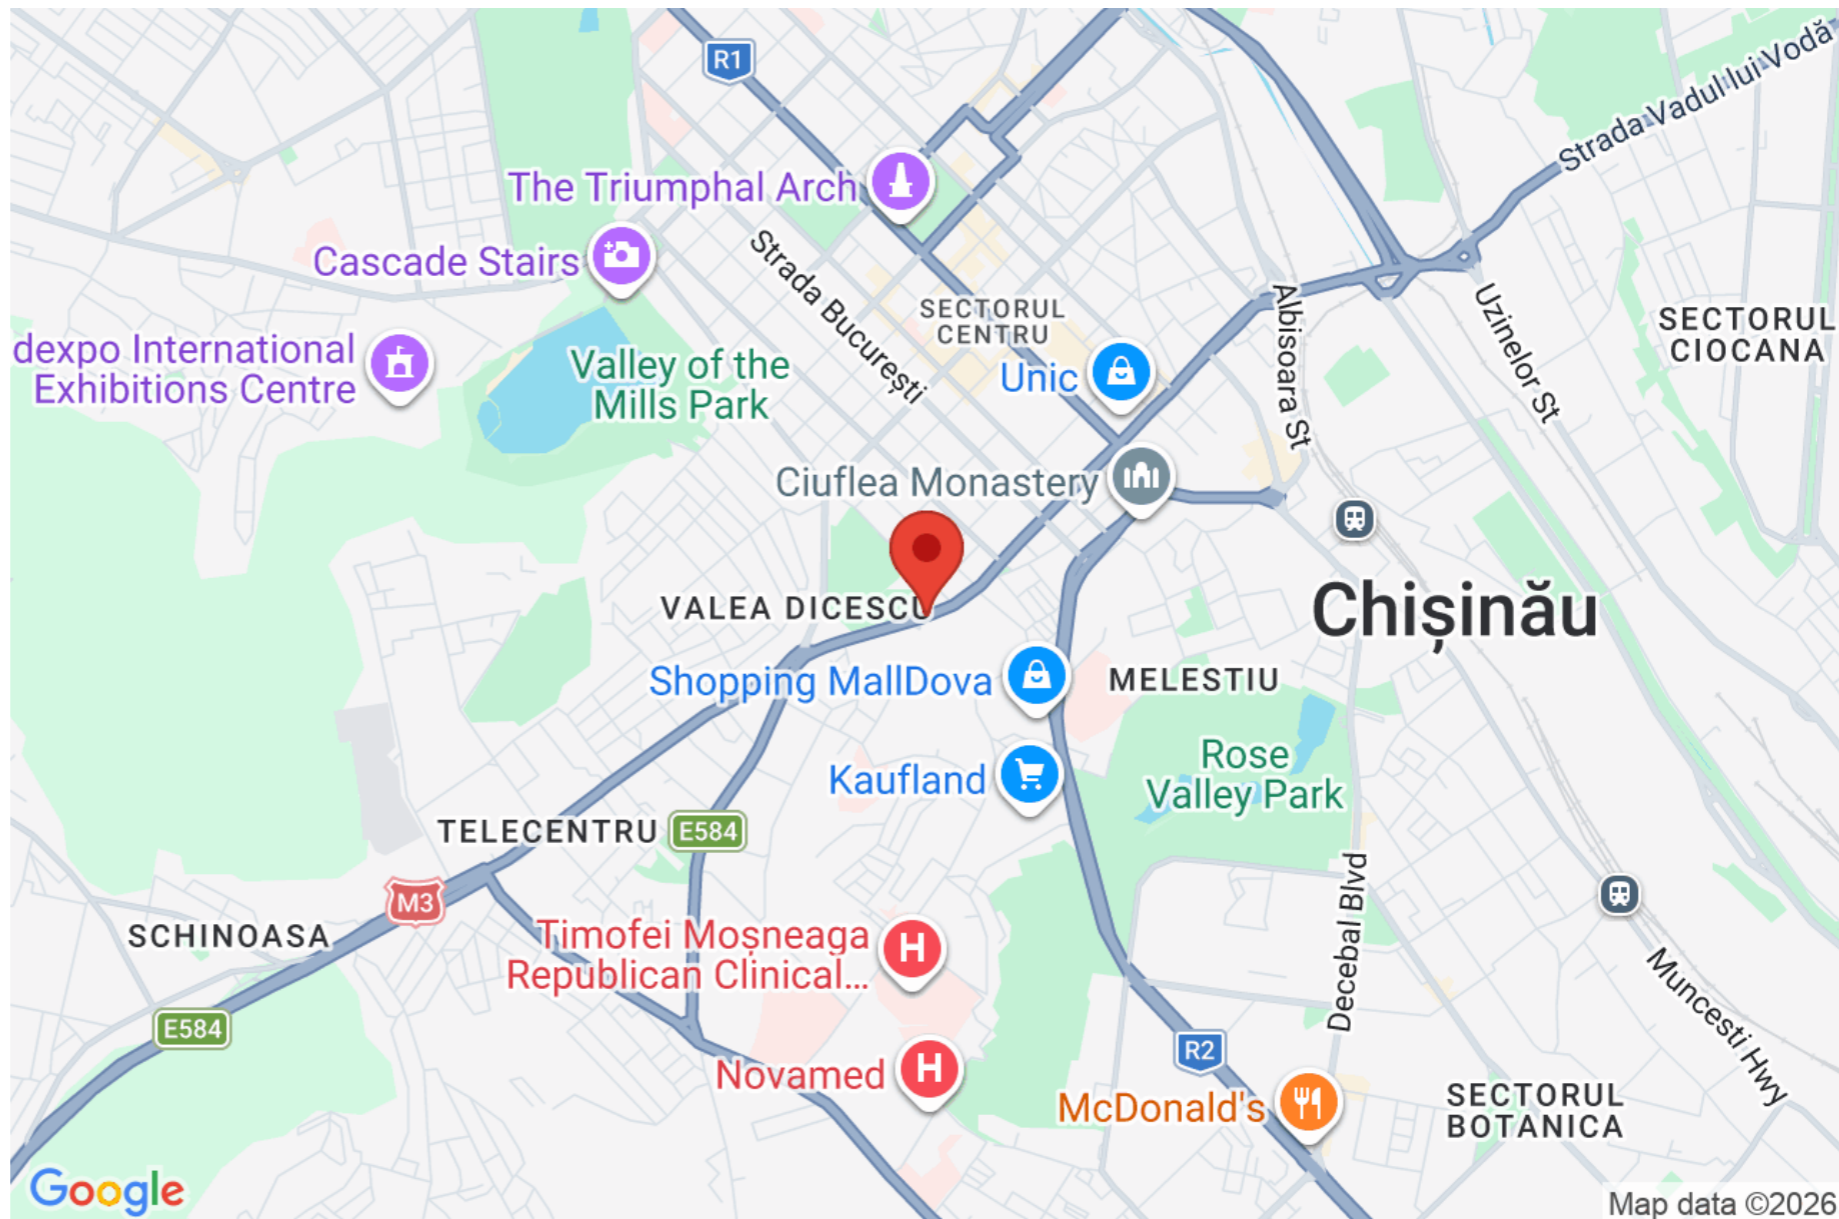 R1
Strada Vadul lui Vodă
The Triumphal Arch
Cascade Stairs
Strada București
SECTORUL
CENTRU
Albisoara St
Uzinelor St
SECTORUL
CIOCANA
dexpo International
Exhibitions Centre
Valley of the
Mills Park
Unic
Ciuflea Monastery
VALEA DICESCU
Chișinău
Shopping MallDova
MELESTIU
Kaufland
Rose
Valley Park
TELECENTRU
E584
M3
SCHINOASA
Timofei Moșneaga
Republican Clinical...
H
Decebal Blvd
Muncesti Hwy
E584
Novamed
H
R2
McDonald's
SECTORUL
BOTANICA
Google
Map data ©2026